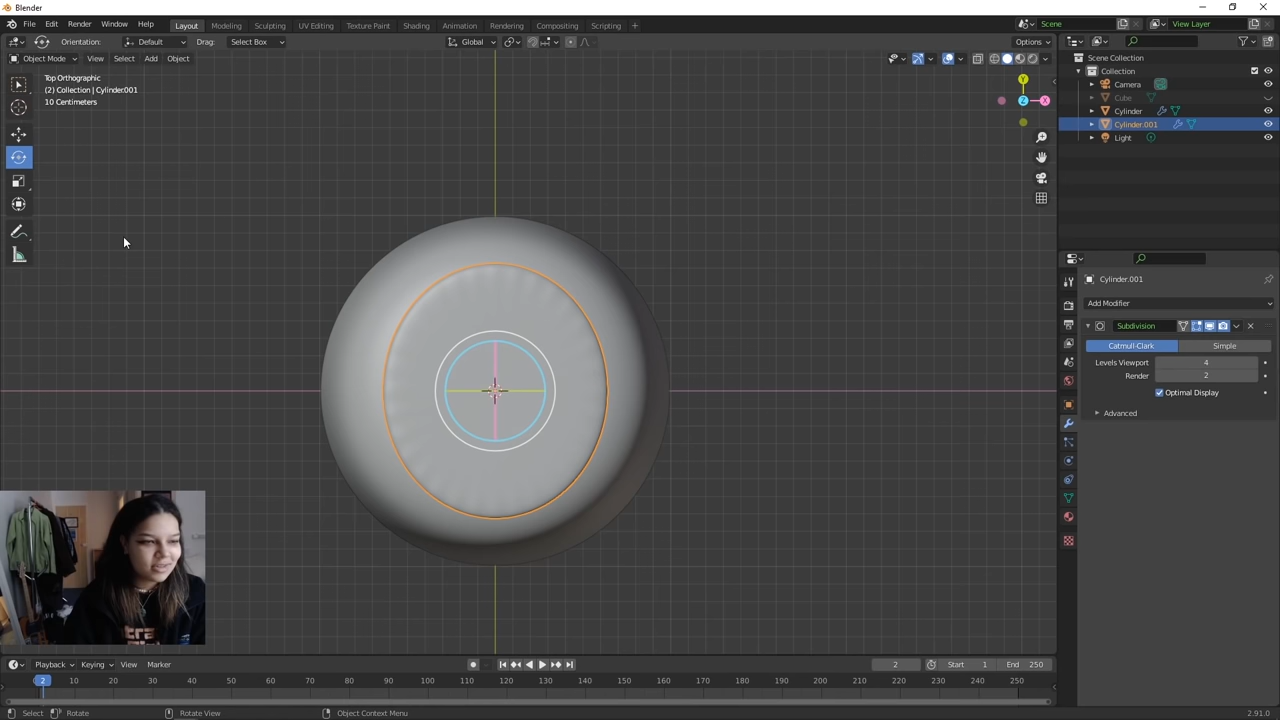 Blender
File Edit Render Window Help
Layout Modeling Sculpting UV Editing Texture Paint Shading Animation Rendering Compositing Scripting +
Scene
View Layer
Orientation: Default Drag: Select Box
Global
Options
Object Mode View Select Add Object
Top Orthographic
(2) Collection | Cylinder.001
10 Centimeters
Y
Z
X
Scene Collection
Collection
Camera
Cube
Cylinder
Cylinder.001
Light
Cylinder.001
Add Modifier
Subdivision
Catmull-Clark Simple
Levels Viewport 4
Render 2
Optimal Display
Advanced
Playback Keying View Marker
2 Start 1 End 250
2 10 20 30 40 50 60 70 80 90 100 110 120 130 140 150 160 170 180 190 200 210 220 230 240 250
Select Rotate Rotate View Object Context Menu 2.91.0